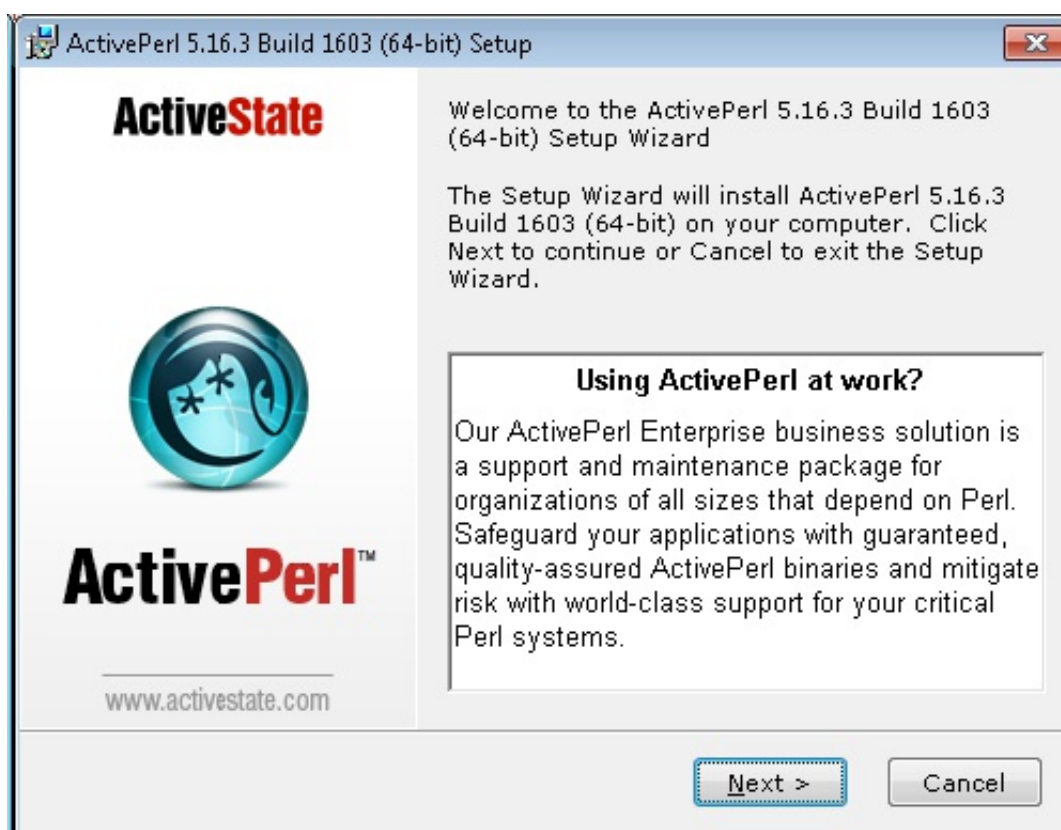 ActivePerl 5.16.3 Build 1603 (64-bit) Setup
ActiveState
ActivePerl™
www.activestate.com
Welcome to the ActivePerl 5.16.3 Build 1603
(64-bit) Setup Wizard
The Setup Wizard will install ActivePerl 5.16.3
Build 1603 (64-bit) on your computer.  Click
Next to continue or Cancel to exit the Setup
Wizard.
Using ActivePerl at work?
Our ActivePerl Enterprise business solution is
a support and maintenance package for
organizations of all sizes that depend on Perl.
Safeguard your applications with guaranteed,
quality-assured ActivePerl binaries and mitigate
risk with world-class support for your critical
Perl systems.
Next >
Cancel